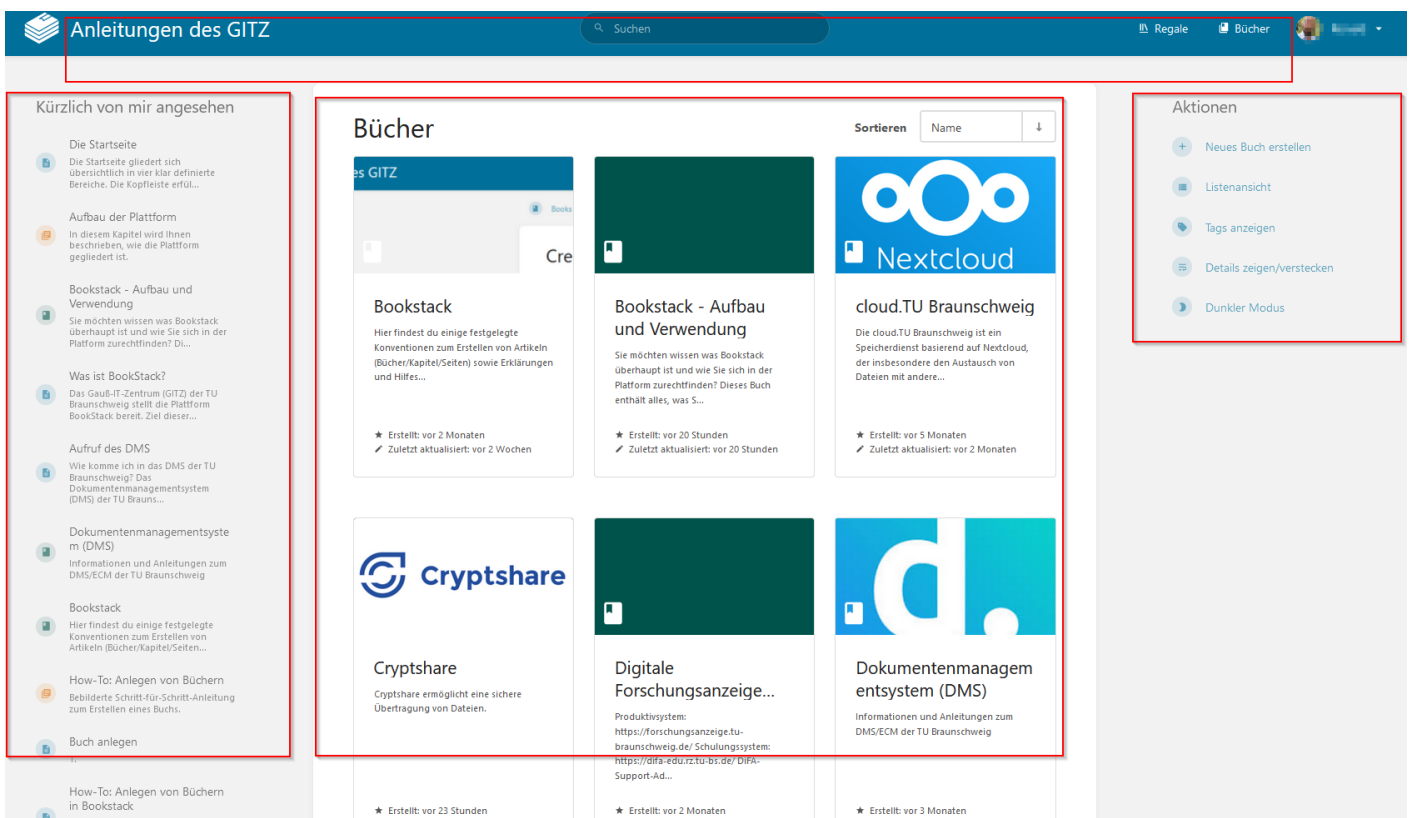 Anleitungen des GITZ
Suchen
Regale
Bücher
Kürzlich von mir angesehen
Die Startseite
Die Startseite gliedert sich
übersichtlich in vier klar definierte
Bereiche. Die Kopfleiste erfül...
Aufbau der Plattform
In diesem Kapitel wird Ihnen
beschrieben, wie die Plattform
gegliedert ist.
Bookstack - Aufbau und
Verwendung
Sie möchten wissen was Bookstack
überhaupt ist und wie Sie sich in der
Platform zurechtfinden? Di...
Was ist BookStack?
Das Gauß-IT-Zentrum (GITZ) der TU
Braunschweig stellt die Plattform
BookStack bereit. Ziel dieser...
Aufruf des DMS
Wie komme ich in das DMS der TU
Braunschweig? Das
Dokumentenmanagementsystem
(DMS) der TU Brauns...
Dokumentenmanagementsyste
m (DMS)
Informationen und Anleitungen zum
DMS/ECM der TU Braunschweig
Bookstack
Hier findest du einige festgelegte
Konventionen zum Erstellen von
Artikeln (Bücher/Kapitel/Seiten...
How-To: Anlegen von Büchern
Bebilderte Schritt-für-Schritt-Anleitung
zum Erstellen eines Buchs.
Buch anlegen
How-To: Anlegen von Büchern
in Bookstack
Bücher
Sortieren
Name
es GITZ
Books
Cre
Bookstack
Hier findest du einige festgelegte
Konventionen zum Erstellen von Artikeln
(Bücher/Kapitel/Seiten) sowie Erklärungen
und Hilfes...
Erstellt: vor 2 Monaten
Zuletzt aktualisiert: vor 2 Wochen
Bookstack - Aufbau
und Verwendung
Sie möchten wissen was Bookstack
überhaupt ist und wie Sie sich in der
Platform zurechtfinden? Dieses Buch
enthält alles, was S...
Erstellt: vor 20 Stunden
Zuletzt aktualisiert: vor 20 Stunden
Nextcloud
cloud.TU Braunschweig
Die cloud.TU Braunschweig ist ein
Speicherdienst basierend auf Nextcloud,
der insbesondere den Austausch von
Dateien mit andere...
Erstellt: vor 5 Monaten
Zuletzt aktualisiert: vor 2 Monaten
Cryptshare
Cryptshare
Cryptshare ermöglicht eine sichere
Übertragung von Dateien.
Erstellt: vor 23 Stunden
Digitale
Forschungsanzeige...
Produktivsystem:
https://forschungsanzeige.tu-
braunschweig.de/ Schulungssystem:
https://difa-edu.rz.tu-bs.de/ DiFA-
Support-Ad...
Erstellt: vor 2 Monaten
d.
Dokumentenmanagem
entsystem (DMS)
Informationen und Anleitungen zum
DMS/ECM der TU Braunschweig
Erstellt: vor 3 Monaten
Aktionen
Neues Buch erstellen
Listenansicht
Tags anzeigen
Details zeigen/verstecken
Dunkler Modus